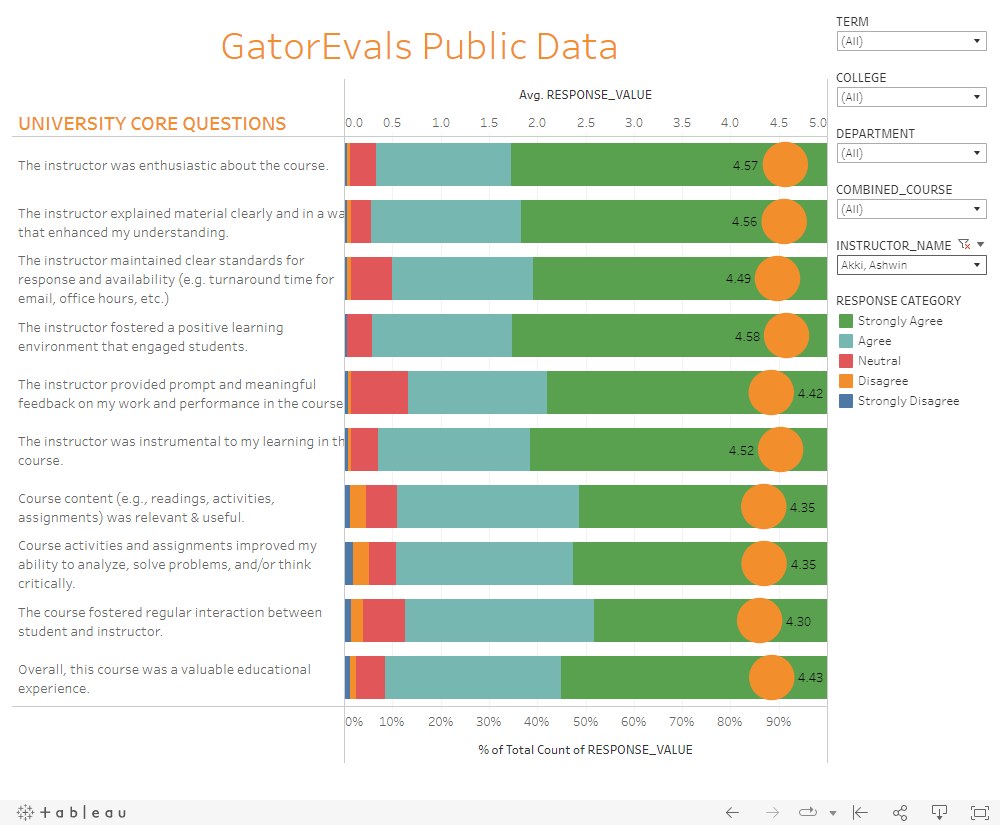 GatorEvals Public Data
TERM
(All)
COLLEGE
(All)
DEPARTMENT
(All)
COMBINED_COURSE
(All)
INSTRUCTOR_NAME
Akki, Ashwin
RESPONSE CATEGORY
Strongly Agree
Agree
Neutral
Disagree
Strongly Disagree
Avg. RESPONSE_VALUE
UNIVERSITY CORE QUESTIONS
0.0 0.5 1.0 1.5 2.0 2.5 3.0 3.5 4.0 4.5 5.0
The instructor was enthusiastic about the course.
4.57
The instructor explained material clearly and in a wa
that enhanced my understanding.
4.56
The instructor maintained clear standards for
response and availability (e.g. turnaround time for
email, office hours, etc.)
4.49
The instructor fostered a positive learning
environment that engaged students.
4.58
The instructor provided prompt and meaningful
feedback on my work and performance in the course
4.42
The instructor was instrumental to my learning in th
course.
4.52
Course content (e.g., readings, activities,
assignments) was relevant & useful.
4.35
Course activities and assignments improved my
ability to analyze, solve problems, and/or think
critically.
4.35
The course fostered regular interaction between
student and instructor.
4.30
Overall, this course was a valuable educational
experience.
4.43
0% 10% 20% 30% 40% 50% 60% 70% 80% 90%
% of Total Count of RESPONSE_VALUE
+ a b | e a u